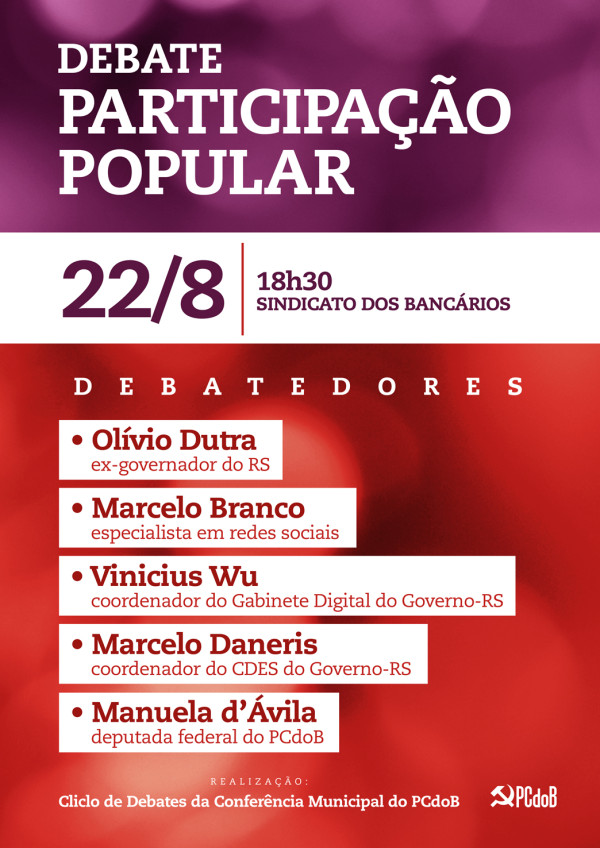 DEBATE
PARTICIPAÇÃO
POPULAR
22/8
18h30
SINDICATO DOS BANCÁRIOS
DEBATEDORES
• Olívio Dutra
ex-governador do RS
• Marcelo Branco
especialista em redes sociais
• Vinicius Wu
coordenador do Gabinete Digital do Governo-RS
• Marcelo Daneris
coordenador do CDES do Governo-RS
• Manuela d’Ávila
deputada federal do PCdoB
REALIZAÇÃO:
Cliclo de Debates da Conferência Municipal do PCdoB
PCdoB